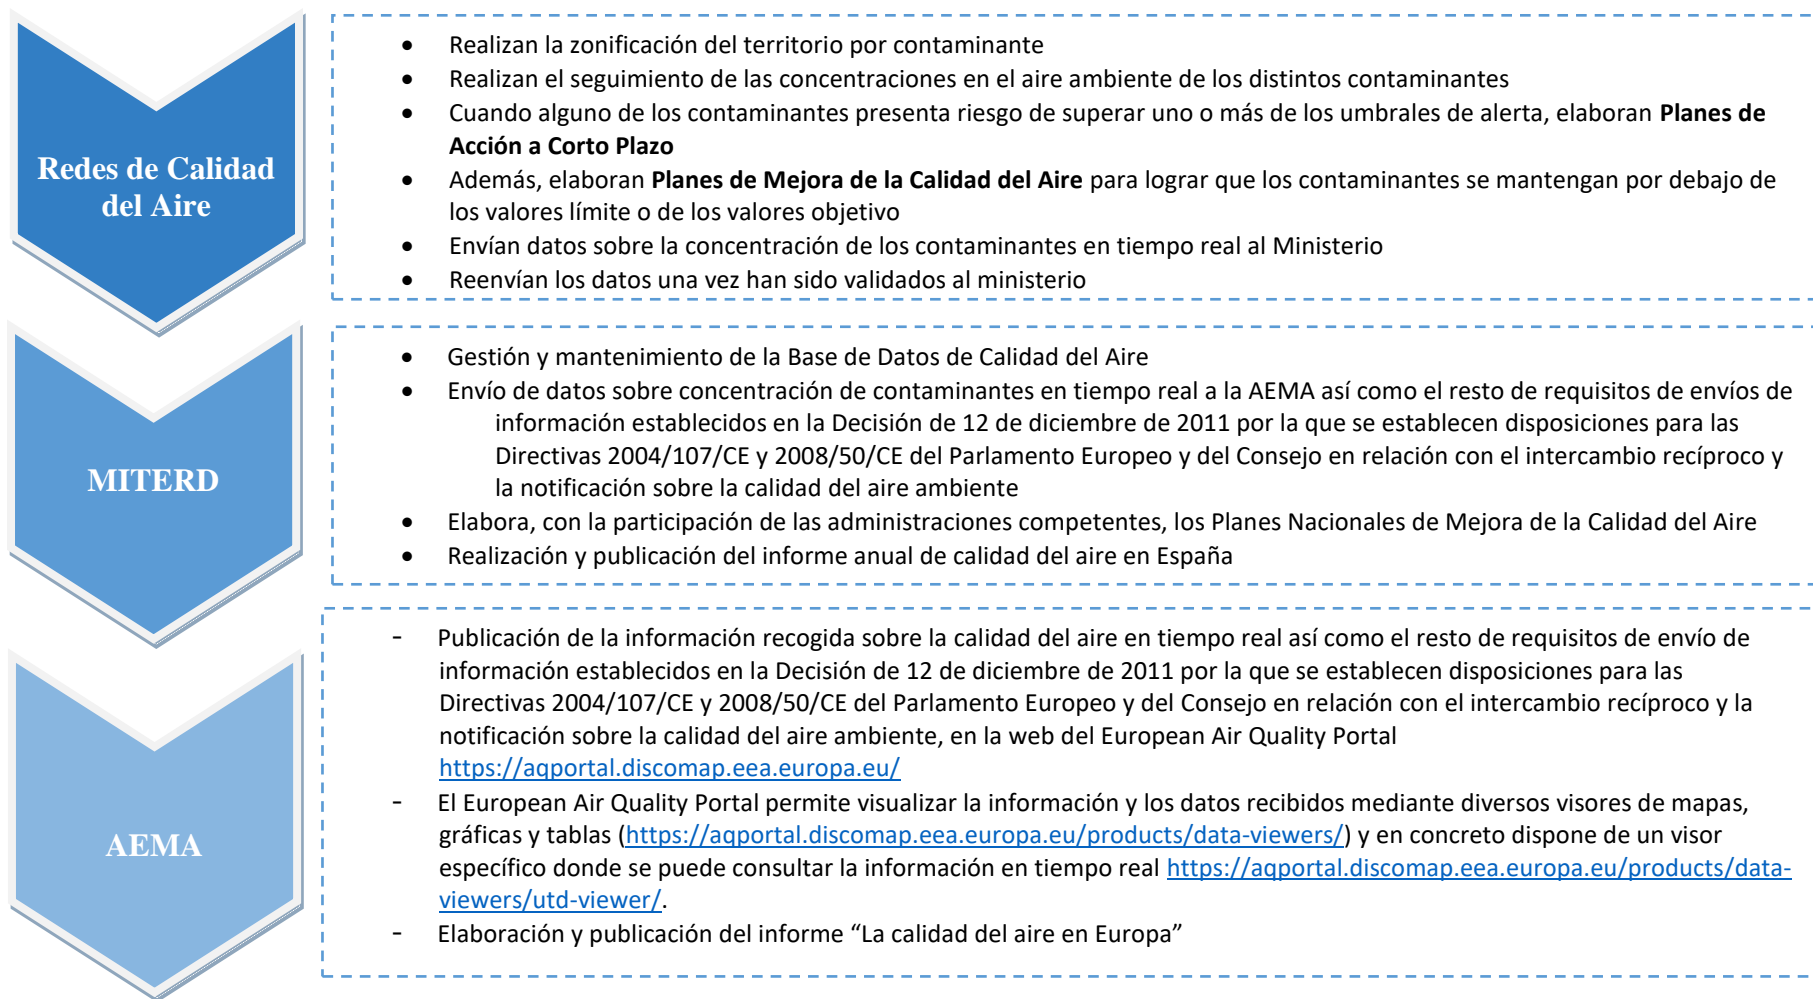 Redes de Calidad
del Aire
• Realizan la zonificación del territorio por contaminante
• Realizan el seguimiento de las concentraciones en el aire ambiente de los distintos contaminantes
• Cuando alguno de los contaminantes presenta riesgo de superar uno o más de los umbrales de alerta, elaboran Planes de
Acción a Corto Plazo
• Además, elaboran Planes de Mejora de la Calidad del Aire para lograr que los contaminantes se mantengan por debajo de
los valores límite o de los valores objetivo
• Envían datos sobre la concentración de los contaminantes en tiempo real al Ministerio
• Reenvían los datos una vez han sido validados al ministerio
MITERD
• Gestión y mantenimiento de la Base de Datos de Calidad del Aire
• Envío de datos sobre concentración de contaminantes en tiempo real a la AEMA así como el resto de requisitos de envíos de
información establecidos en la Decisión de 12 de diciembre de 2011 por la que se establecen disposiciones para las
Directivas 2004/107/CE y 2008/50/CE del Parlamento Europeo y del Consejo en relación con el intercambio recíproco y
la notificación sobre la calidad del aire ambiente
• Elabora, con la participación de las administraciones competentes, los Planes Nacionales de Mejora de la Calidad del Aire
• Realización y publicación del informe anual de calidad del aire en España
AEMA
- Publicación de la información recogida sobre la calidad del aire en tiempo real así como el resto de requisitos de envío de
información establecidos en la Decisión de 12 de diciembre de 2011 por la que se establecen disposiciones para las
Directivas 2004/107/CE y 2008/50/CE del Parlamento Europeo y del Consejo en relación con el intercambio recíproco y la
notificación sobre la calidad del aire ambiente, en la web del European Air Quality Portal
https://aqportal.discomap.eea.europa.eu/
- El European Air Quality Portal permite visualizar la información y los datos recibidos mediante diversos visores de mapas,
gráficas y tablas (https://aqportal.discomap.eea.europa.eu/products/data-viewers/) y en concreto dispone de un visor
específico donde se puede consultar la información en tiempo real https://aqportal.discomap.eea.europa.eu/products/data-
viewers/utd-viewer/.
- Elaboración y publicación del informe “La calidad del aire en Europa”